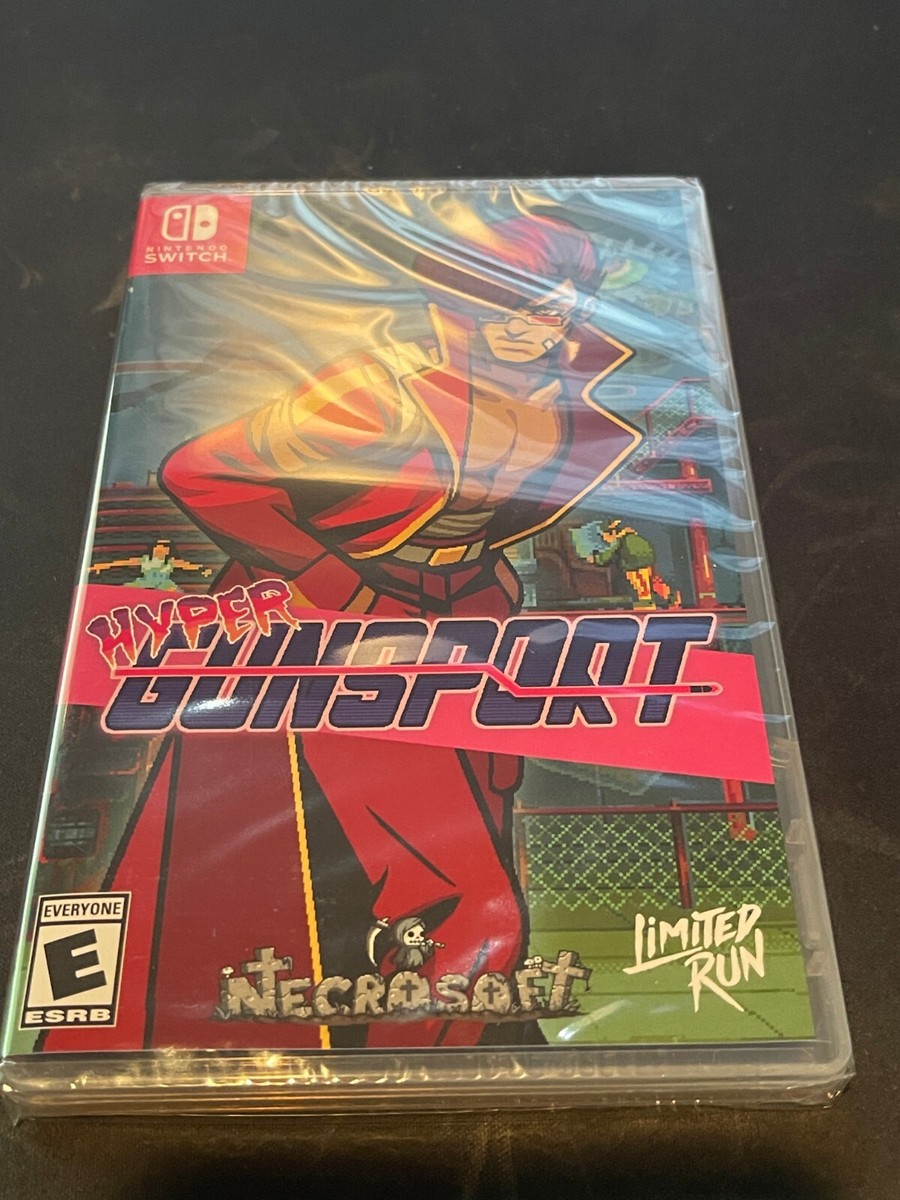 NINTENDO
SWITCH
HYPER
GUNSPORT
EVERYONE
E
ESRB
NECROSOFT
LIMITED
RUN